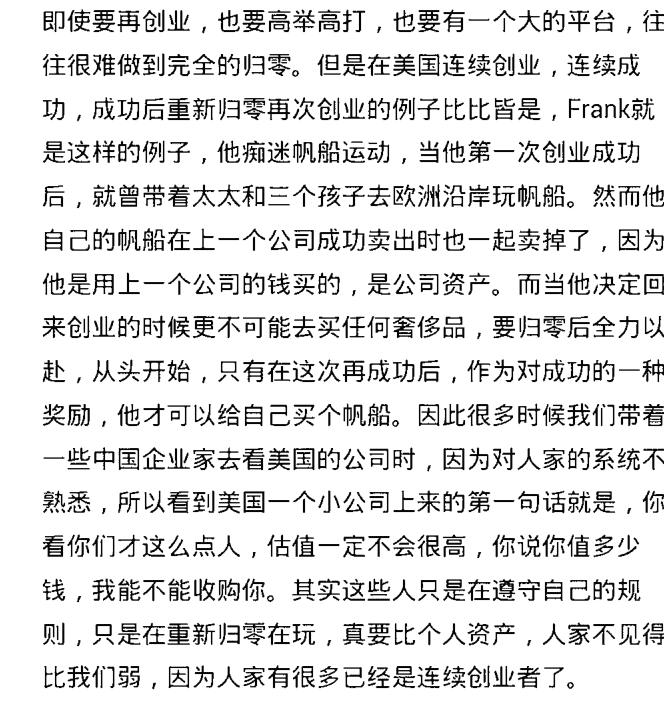 即使要再创业，也要高举高打，也要有一个大的平台，往
往很难做到完全的归零。但是在美国连续创业，连续成
功，成功后重新归零再次创业的例子比比皆是，Frank就
是这样的例子，他痴迷帆船运动，当他第一次创业成功
后，就曾带着太太和三个孩子去欧洲沿岸玩帆船。然而他
自己的帆船在上一个公司成功卖出时也一起卖掉了，因为
他是用上一个公司的钱买的，是公司资产。而当他决定回
来创业的时候更不可能去买任何奢侈品，要归零后全力以
赴，从头开始，只有在这次再成功后，作为对成功的一种
奖励，他才可以给自己买个帆船。因此很多时候我们带着
一些中国企业家去看美国的公司时，因为对人家的系统不
熟悉，所以看到美国一个小公司上来的第一句话就是，你
看你们才这么点人，估值一定不会很高，你说你值多少
钱，我能不能收购你。其实这些人只是在遵守自己的规
则，只是在重新归零在玩，真要比个人资产，人家不见得
比我们弱，因为人家有很多已经是连续创业者了。